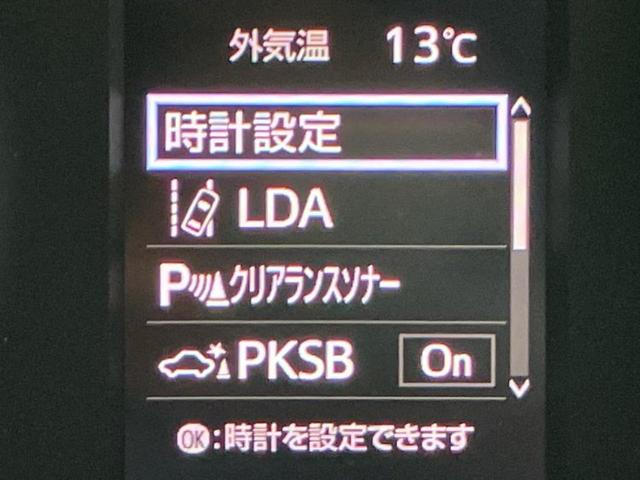 外気温 13℃
時計設定
LDA
Pクリアランスソナー
PKSB On
OK:時計を設定できます